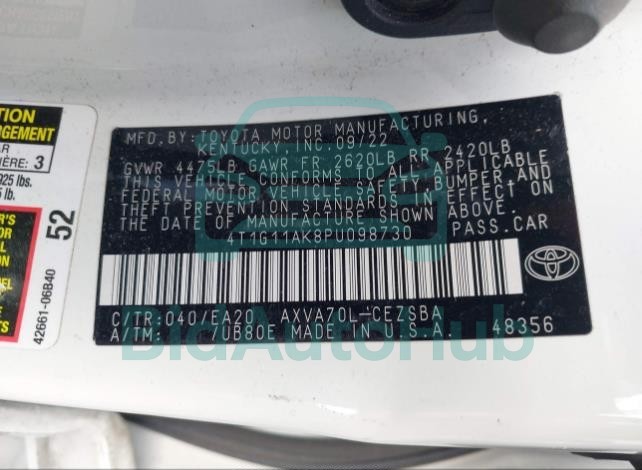 MFD.BY:TOYOTA MOTOR MANUFACTURING,
KENTUCKY, INC. 09/22
GVWR 4475LB GAWR FR 2620LB RR 2420LB
THIS VEHICLE CONFORMS TO ALL APPLICABLE
FEDERAL MOTOR VEHICLE SAFETY, BUMPER AND
THEFT PREVENTION STANDARDS IN EFFECT ON
THE DATE OF MANUFACTURE SHOWN ABOVE.
4T1G11AK8PU098730 PASS.CAR
C/TR:040/EA20 AXVA70L-CEZSBA
A/TM: /UB80E MADE IN U.S.A. 48356
TOYOTA
BidAutoHub
52
42661-06B40
925 lbs.